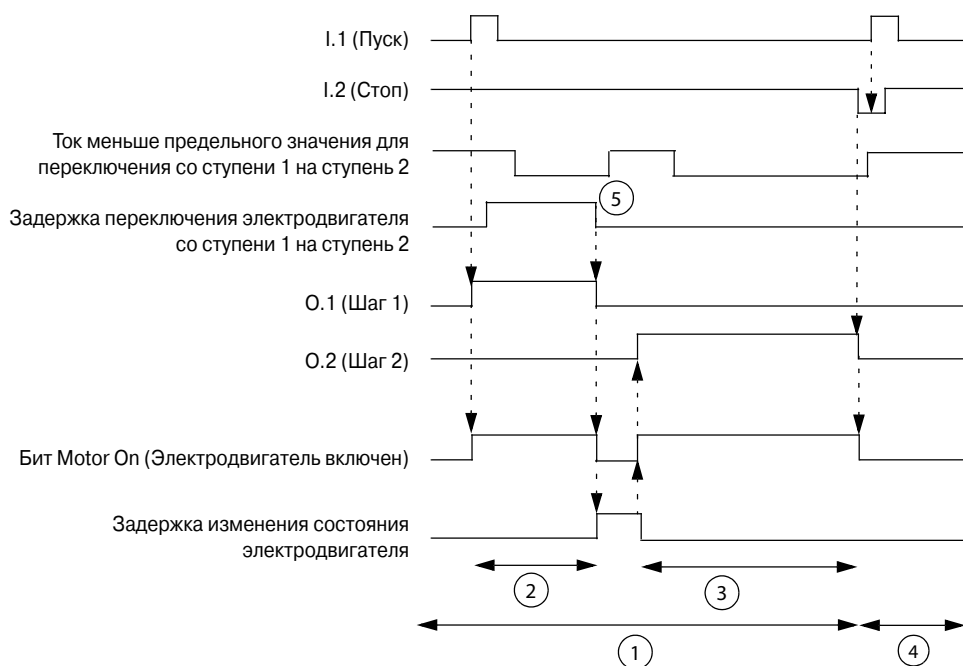 I.1 (Пуск)
I.2 (Стоп)
Ток меньше предельного значения для
переключения со ступени 1 на ступень 2
5
Задержка переключения электродвигателя
со ступени 1 на ступень 2
O.1 (Шаг 1)
O.2 (Шаг 2)
Бит Motor On (Электродвигатель включен)
Задержка изменения состояния
электродвигателя
2
3
1
4